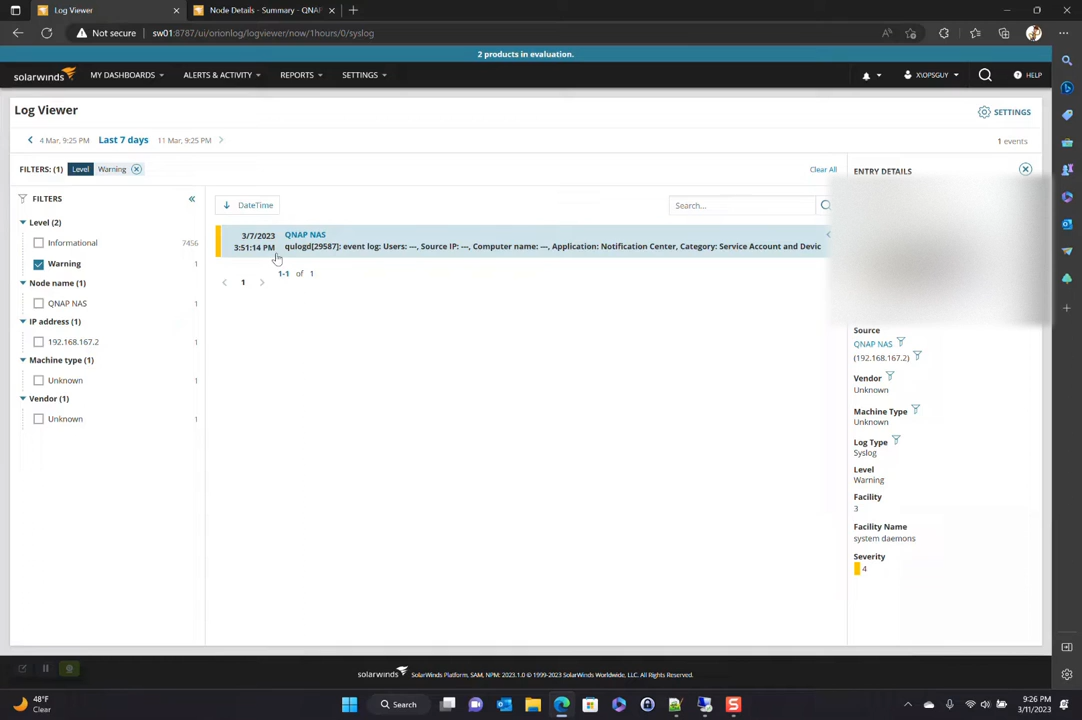 Log Viewer
Node Details - Summary - QNAP
Not secure sw01:8787/ui/orionlog/logviewer/now/1hours/0/syslog
2 products in evaluation.
solarwinds MY DASHBOARDS ALERTS & ACTIVITY REPORTS SETTINGS X\OPSGUY HELP
Log Viewer
SETTINGS
4 Mar, 9:25 PM Last 7 days 11 Mar, 9:25 PM 1 events
FILTERS: (1) Level Warning Clear All
ENTRY DETAILS
FILTERS
DateTime
Search...
Level (2)
Informational 7456
Warning 1
Node name (1)
QNAP NAS 1
IP address (1)
192.168.167.2 1
Machine type (1)
Unknown 1
Vendor (1)
Unknown 1
3/7/2023
3:51:14 PM
QNAP NAS
qulogd[29587]: event log: Users: ---, Source IP: ---, Computer name: ---, Application: Notification Center, Category: Service Account and Devic
1-1 of 1
1
Source
QNAP NAS
(192.168.167.2)
Vendor
Unknown
Machine Type
Unknown
Log Type
Syslog
Level
Warning
Facility
3
Facility Name
system daemons
Severity
4
solarwinds SolarWinds Platform, SAM, NPM: 2023.1.0 © 1999-2023 SolarWinds Worldwide, LLC. All Rights Reserved.
48°F
Clear
Search
9:26 PM
3/11/2023